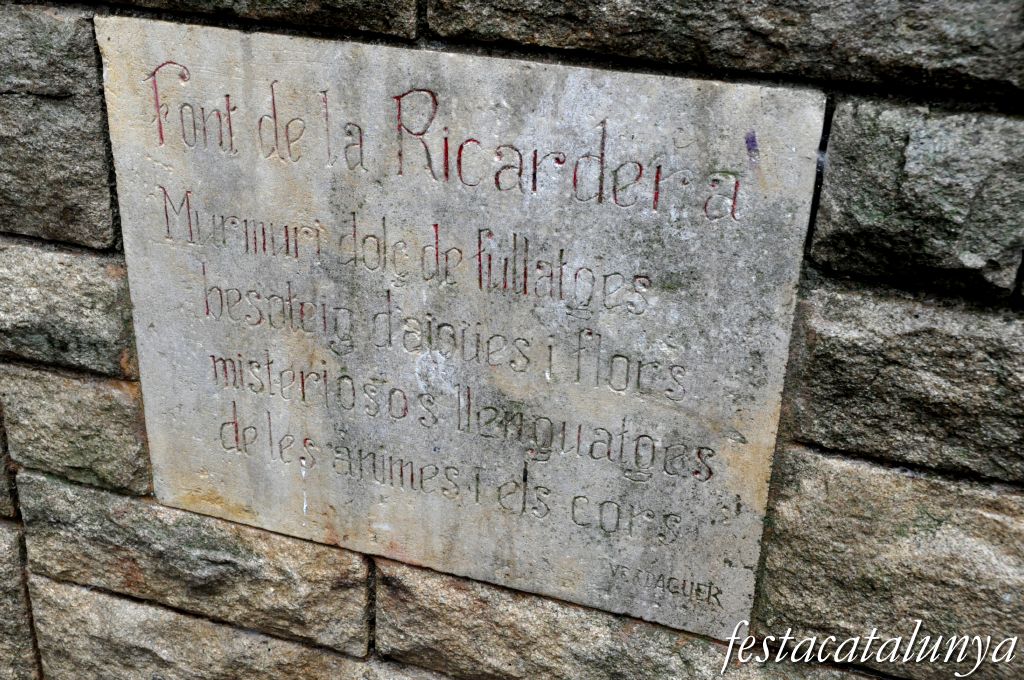 Font de la Ricardera
Murmuri dolç de fullatges
besoteig d'aigües i flors
misteriosos llenguatges
de les ànimes i els cors
VERDAGUER
festacatalunya